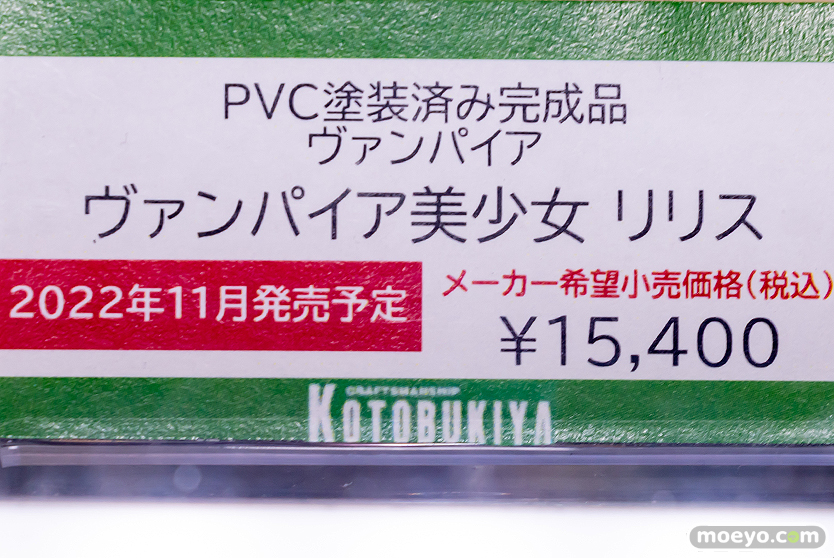 PVC塗装済み完成品
ヴァンパイア
ヴァンパイア美少女 リリス
2022年11月発売予定
メーカー希望小売価格(税込)
¥15,400
CRAFTSMANSHIP
KOTOBUKIYA
moeyo.com